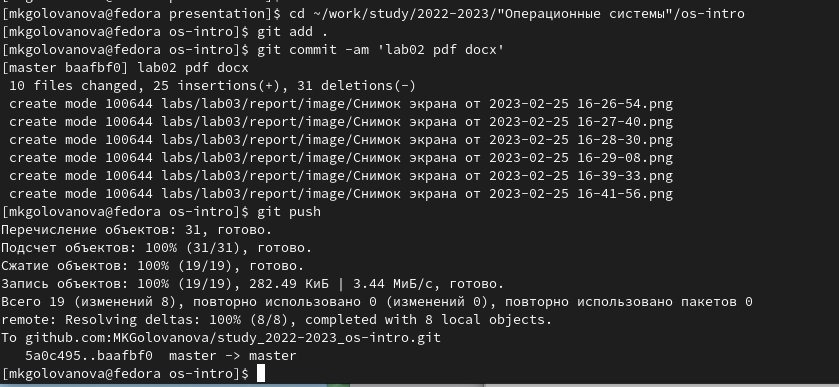 [mkgolovanova@fedora presentation]$ cd ~/work/study/2022-2023/"Операционные системы"/os-intro
[mkgolovanova@fedora os-intro]$ git add .
[mkgolovanova@fedora os-intro]$ git commit -am 'lab02 pdf docx'
[master baafbf0] lab02 pdf docx
 10 files changed, 25 insertions(+), 31 deletions(-)
 create mode 100644 labs/lab03/report/image/Снимок экрана от 2023-02-25 16-26-54.png
 create mode 100644 labs/lab03/report/image/Снимок экрана от 2023-02-25 16-27-40.png
 create mode 100644 labs/lab03/report/image/Снимок экрана от 2023-02-25 16-28-30.png
 create mode 100644 labs/lab03/report/image/Снимок экрана от 2023-02-25 16-29-08.png
 create mode 100644 labs/lab03/report/image/Снимок экрана от 2023-02-25 16-39-33.png
 create mode 100644 labs/lab03/report/image/Снимок экрана от 2023-02-25 16-41-56.png
[mkgolovanova@fedora os-intro]$ git push
Перечисление объектов: 31, готово.
Подсчет объектов: 100% (31/31), готово.
Сжатие объектов: 100% (19/19), готово.
Запись объектов: 100% (19/19), 282.49 КиБ | 3.44 МиБ/с, готово.
Всего 19 (изменений 8), повторно использовано 0 (изменений 0), повторно использовано пакетов 0
remote: Resolving deltas: 100% (8/8), completed with 8 local objects.
To github.com:MKGolovanova/study_2022-2023_os-intro.git
   5a0c495..baafbf0  master -> master
[mkgolovanova@fedora os-intro]$